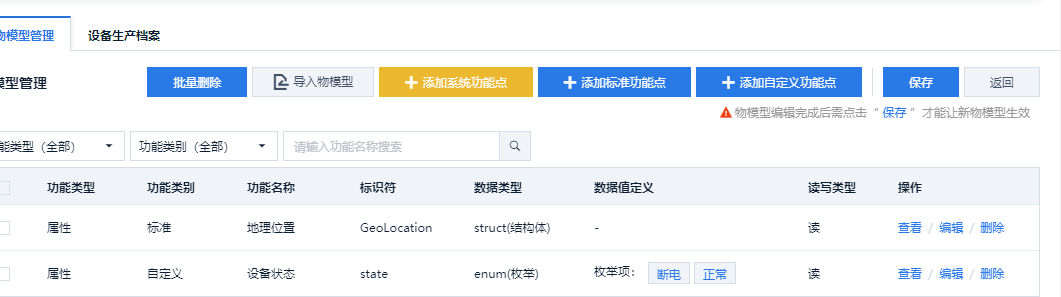 物模型管理 设备生产档案
模型管理 批量删除 导入物模型 添加系统功能点 添加标准功能点 添加自定义功能点 保存 返回
物模型编辑完成后需点击 “ 保存 ” 才能让新物模型生效
能类型（全部） 功能类别（全部） 请输入功能名称搜索
功能类型 功能类别 功能名称 标识符 数据类型 数据值定义 读写类型 操作
属性 标准 地理位置 GeoLocation struct(结构体) - 读 查看 / 编辑 / 删除
属性 自定义 设备状态 state enum(枚举) 枚举项： 断电 正常 读 查看 / 编辑 / 删除